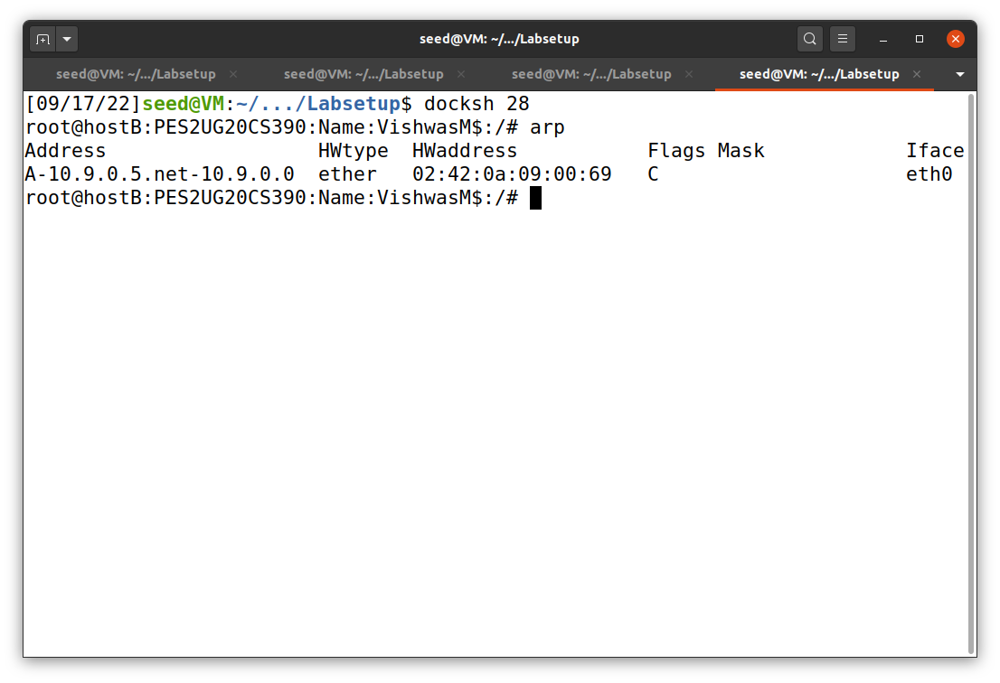 seed@VM: ~/.../Labsetup
seed@VM: ~/.../Labsetup seed@VM: ~/.../Labsetup seed@VM: ~/.../Labsetup seed@VM: ~/.../Labsetup
[09/17/22]seed@VM:~/.../Labsetup$ docksh 28
root@hostB:PES2UG20CS390:Name:VishwasM$:/# arp
Address HWtype HWaddress Flags Mask Iface
A-10.9.0.5.net-10.9.0.0 ether 02:42:0a:09:00:69 C eth0
root@hostB:PES2UG20CS390:Name:VishwasM$:/#